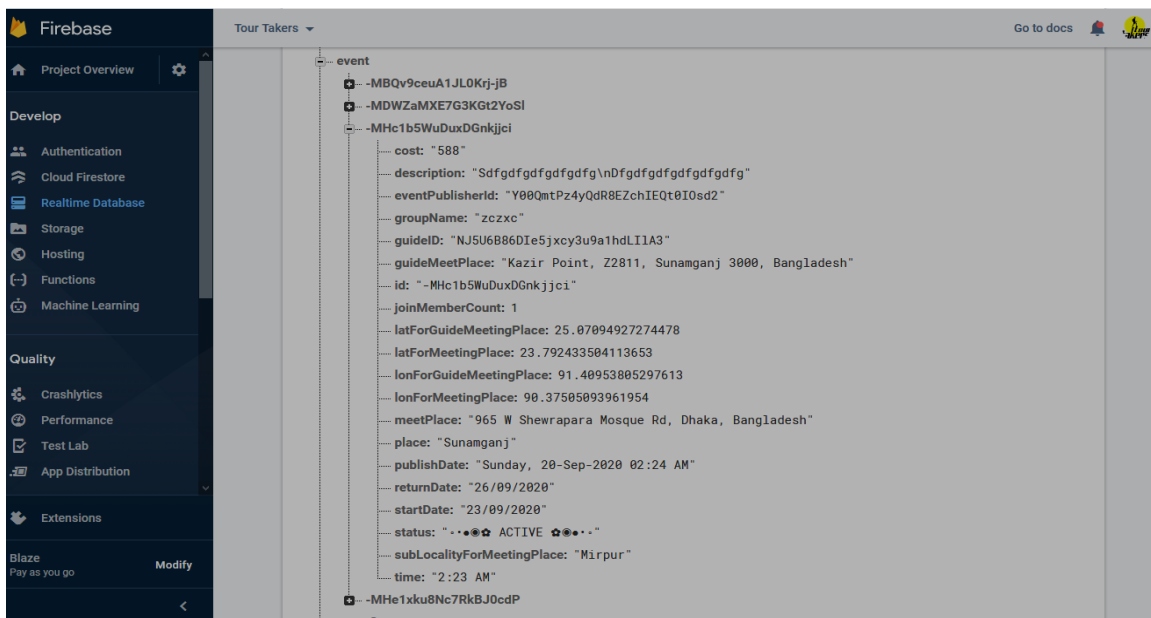 Firebase
Tour Takers
Go to docs
Project Overview
Develop
Authentication
Cloud Firestore
Realtime Database
Storage
Hosting
Functions
Machine Learning
Quality
Crashlytics
Performance
Test Lab
App Distribution
Extensions
Blaze
Pay as you go
Modify
event
-MBQv9ceuA1JL0Krj-jB
-MDWZaMXE7G3KGt2YoSl
-MHc1b5WuDuxDGnkjjci
cost: "588"
description: "Sdfgdfgdfgdfgdfg\nDfgdfgdfgdfgdfgdfg"
eventPublisherId: "Y00QmtPz4yQdR8EZchIEQt0IOsd2"
groupName: "zczxc"
guideID: "NJ5U6B86DIe5jxcy3u9a1hdLIlA3"
guideMeetPlace: "Kazir Point, Z2811, Sunamganj 3000, Bangladesh"
id: "-MHc1b5WuDuxDGnkjjci"
joinMemberCount: 1
latForGuideMeetingPlace: 25.07094927274478
latForMeetingPlace: 23.792433504113653
lonForGuideMeetingPlace: 91.40953805297613
lonForMeetingPlace: 90.37505093961954
meetPlace: "965 W Shewrapara Mosque Rd, Dhaka, Bangladesh"
place: "Sunamganj"
publishDate: "Sunday, 20-Sep-2020 02:24 AM"
returnDate: "26/09/2020"
startDate: "23/09/2020"
status: "◦•●◉✿ ACTIVE ✿◉●•◦"
subLocalityForMeetingPlace: "Mirpur"
time: "2:23 AM"
-MHe1xku8Nc7RkBJ0cdP